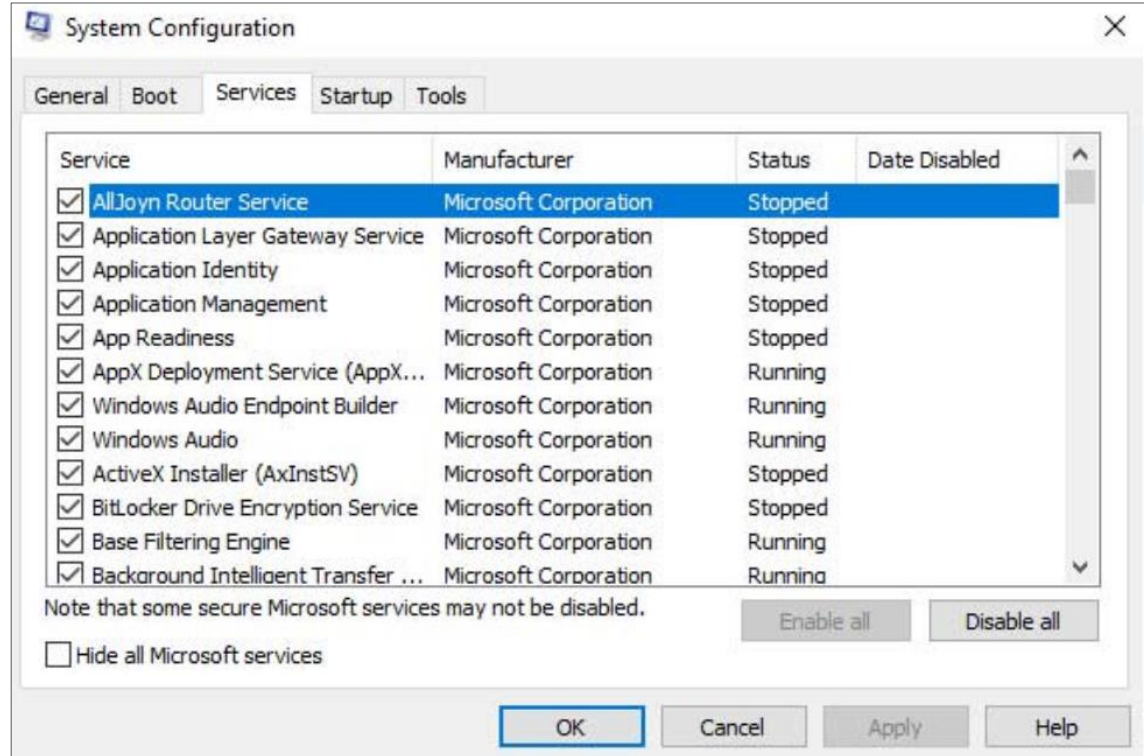 System Configuration
General Boot Services Startup Tools
Service Manufacturer Status Date Disabled
AllJoyn Router Service Microsoft Corporation Stopped
Application Layer Gateway Service Microsoft Corporation Stopped
Application Identity Microsoft Corporation Stopped
Application Management Microsoft Corporation Stopped
App Readiness Microsoft Corporation Stopped
AppX Deployment Service (AppX... Microsoft Corporation Running
Windows Audio Endpoint Builder Microsoft Corporation Running
Windows Audio Microsoft Corporation Running
ActiveX Installer (AxInstSV) Microsoft Corporation Stopped
BitLocker Drive Encryption Service Microsoft Corporation Stopped
Base Filtering Engine Microsoft Corporation Running
Background Intelligent Transfer ... Microsoft Corporation Running
Note that some secure Microsoft services may not be disabled.
Enable all Disable all
Hide all Microsoft services
OK Cancel Apply Help